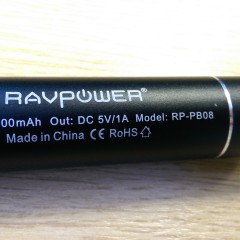 RAVPOWER®
00mAh Out: DC 5V/1A Model: RP-PB08
Made in China CE RoHS